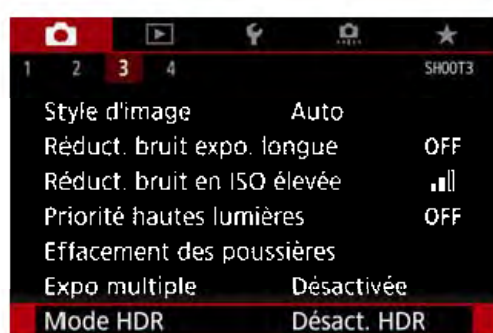 1 2 3 4 SHOOT3
Style d'image Auto
Réduct. bruit expo. longue OFF
Réduct. bruit en ISO élevée
Priorité hautes lumières OFF
Effacement des poussières
Expo multiple Désactivée
Mode HDR Désact. HDR